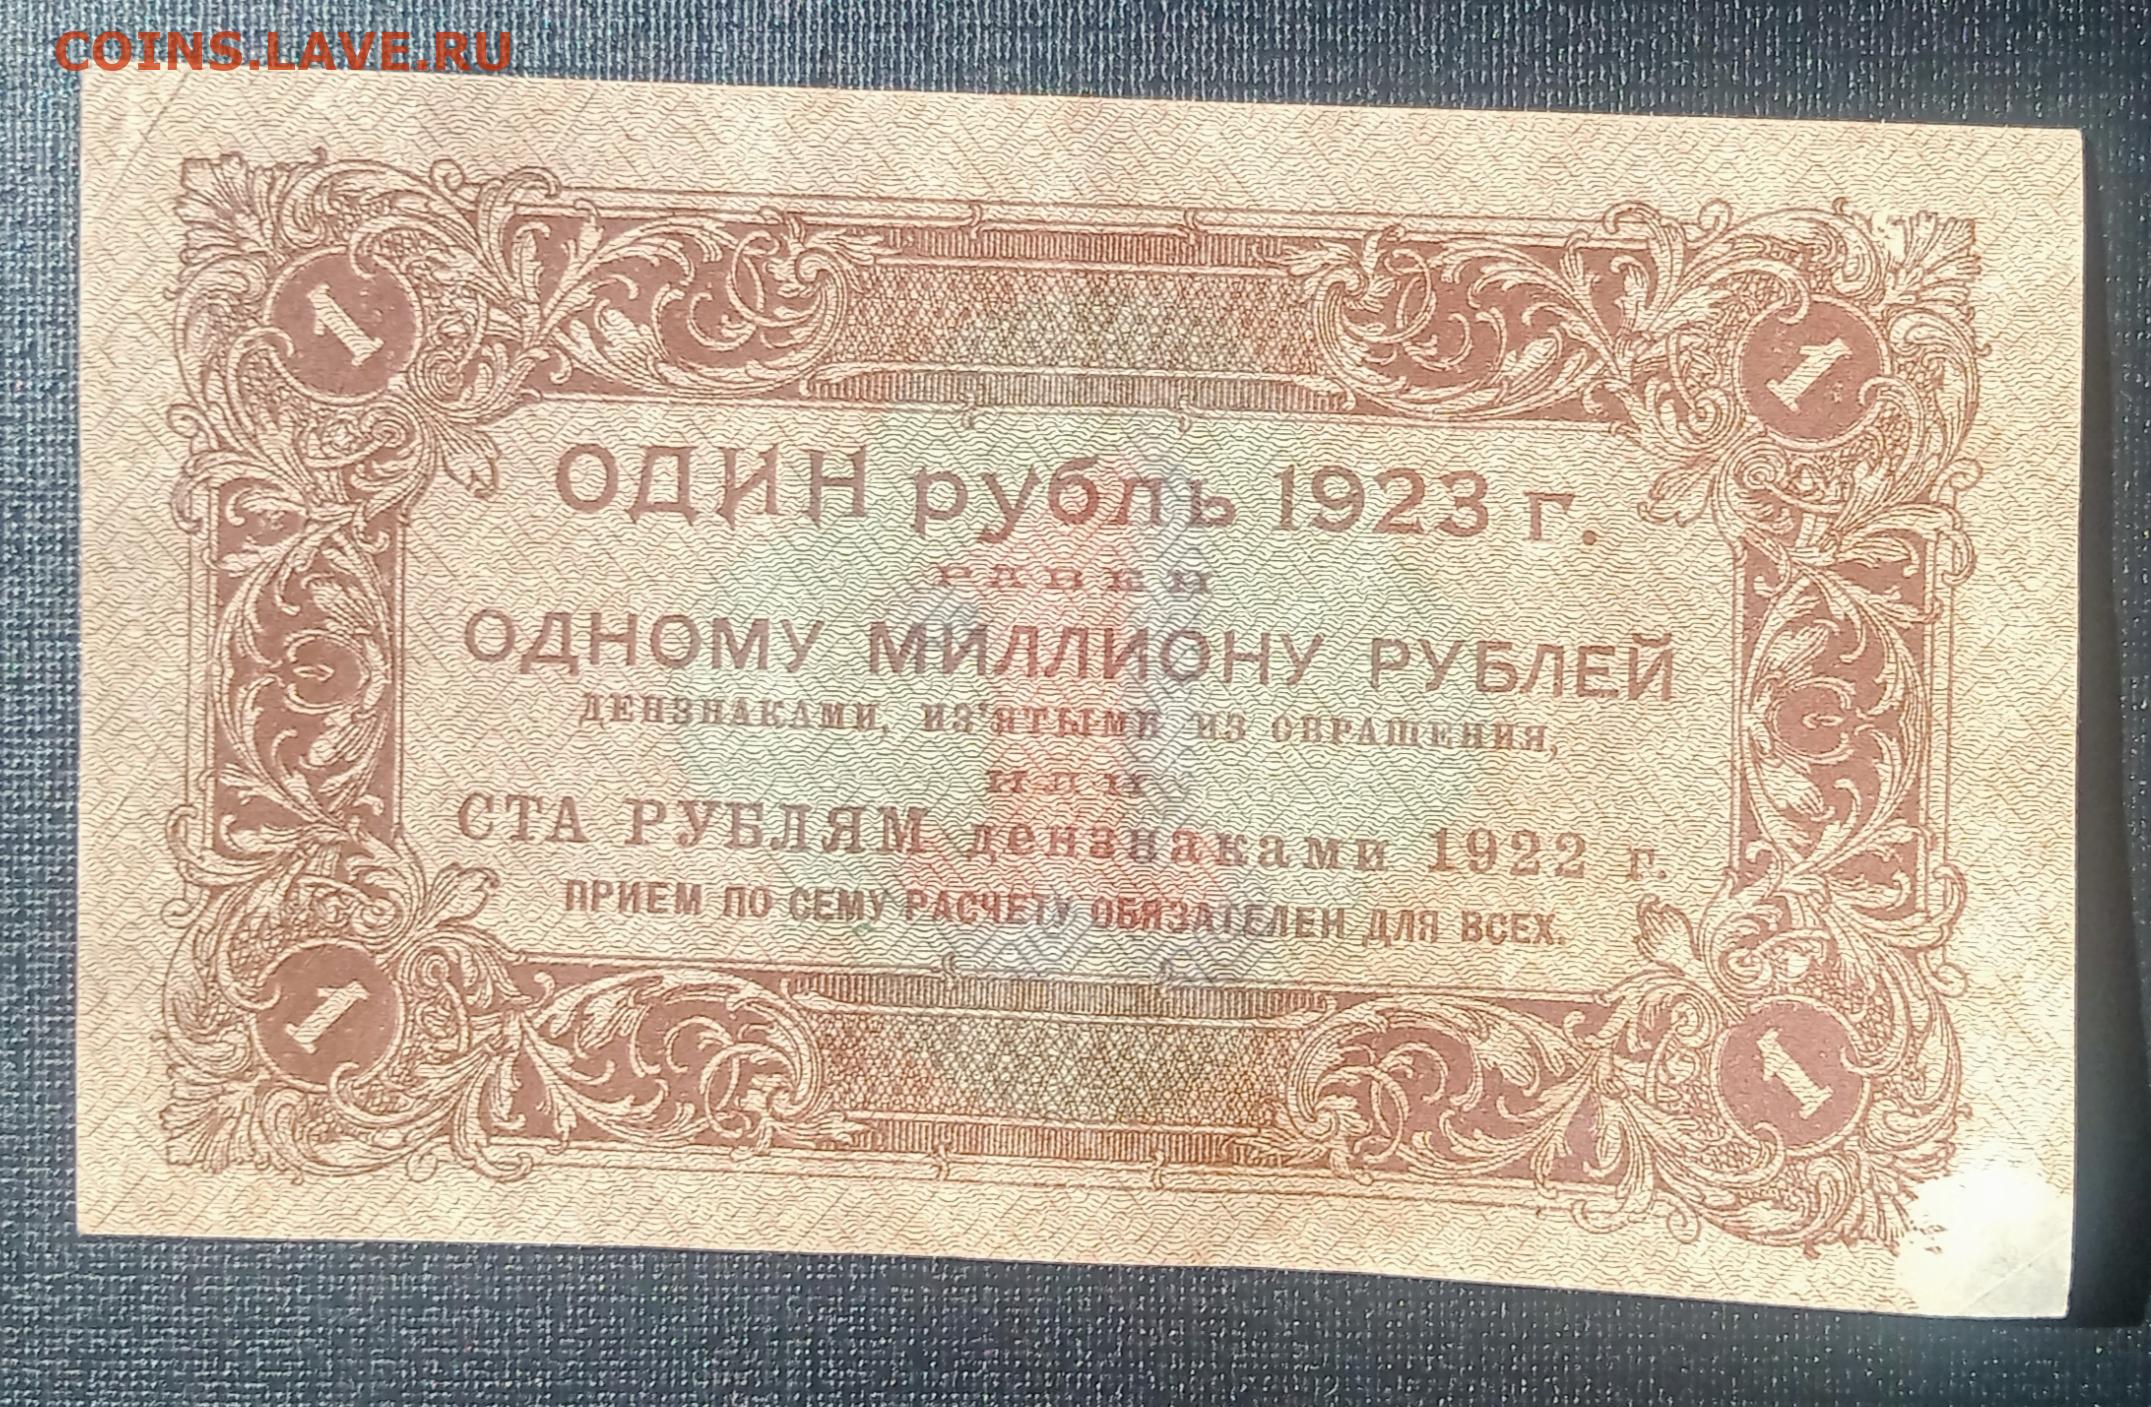 COINS.LAVE.RU
1
1
ОДИН рубль 1923 г.
РАВЕН
ОДНОМУ МИЛЛИОНУ РУБЛЕЙ
ДЕНЗНАКАМИ, ИЗ'ЯТЫМИ ИЗ ОБРАЩЕНИЯ,
ИЛИ
СТА РУБЛЯМ дензнаками 1922 г.
ПРИЕМ ПО СЕМУ РАСЧЕТУ ОБЯЗАТЕЛЕН ДЛЯ ВСЕХ.
1
1